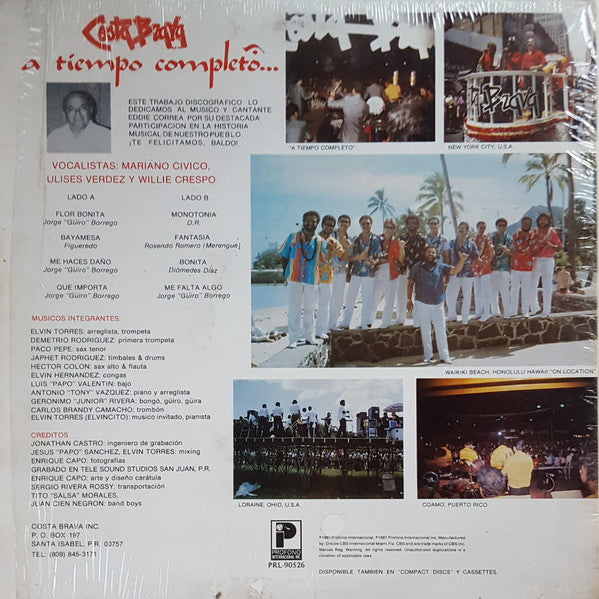 Costa Brava
a tiempo completo...
ESTE TRABAJO DISCOGRAFICO LO
DEDICAMOS AL MUSICO Y CANTANTE
EDDIE CORREA POR SU DESTACADA
PARTICIPACION EN LA HISTORIA
MUSICAL DE NUESTRO PUEBLO.
¡TE FELICITAMOS, BALDO!
"A TIEMPO COMPLETO"
NEW YORK CITY, U.S.A.
VOCALISTAS: MARIANO CIVICO,
ULISES VERDEZ Y WILLIE CRESPO
LADO A
FLOR BONITA
Jorge "Güiro" Borrego
BAYAMESA
Figueredo
ME HACES DAÑO
Jorge "Güiro" Borrego
QUE IMPORTA
Jorge "Güiro" Borrego
LADO B
MONOTONIA
D.R.
FANTASIA
Rosendo Romero (Merengue)
BONITA
Diómedes Díaz
ME FALTA ALGO
Jorge "Güiro" Borrego
WAIKIKI BEACH, HONOLULU HAWAII "ON LOCATION"
MUSICOS INTEGRANTES:
ELVIN TORRES: arreglista, trompeta
DEMETRIO RODRIGUEZ: primera trompeta
PACO PEPE: sax tenor
JAPHET RODRIGUEZ: timbales & drums
HECTOR COLON: sax alto & flauta
ELVIN HERNANDEZ: congas
LUIS "PAPO" VALENTIN: bajo
ANTONIO "TONY" VAZQUEZ: piano y arreglista
GERONIMO "JUNIOR" RIVERA: bongó, güiro, güira
CARLOS BRANDY CAMACHO: trombón
ELVIN TORRES (ELVINCITO): musico invitado, pianista
CREDITOS
JONATHAN CASTRO: ingeniero de grabación
JESUS "PAPO" SANCHEZ, ELVIN TORRES: mixing
ENRIQUE CAPO: fotografías
GRABADO EN TELE SOUND STUDIOS SAN JUAN, P.R.
ENRIQUE CAPO: arte y diseño carátula
SERGIO RIVERA ROSSY: transportación
TITO "SALSA" MORALES,
JUAN CIEN NEGRON: band boys
LORAINE, OHIO, U.S.A.
COAMO, PUERTO RICO
COSTA BRAVA INC.
P.O. BOX 197
SANTA ISABEL, P.R. 03757
TEL: (809) 845-3171
PROFONO
INTERNACIONAL INC.
PRL-90526
DISPONIBLE TAMBIEN EN "COMPACT DISCS" Y CASSETTES.